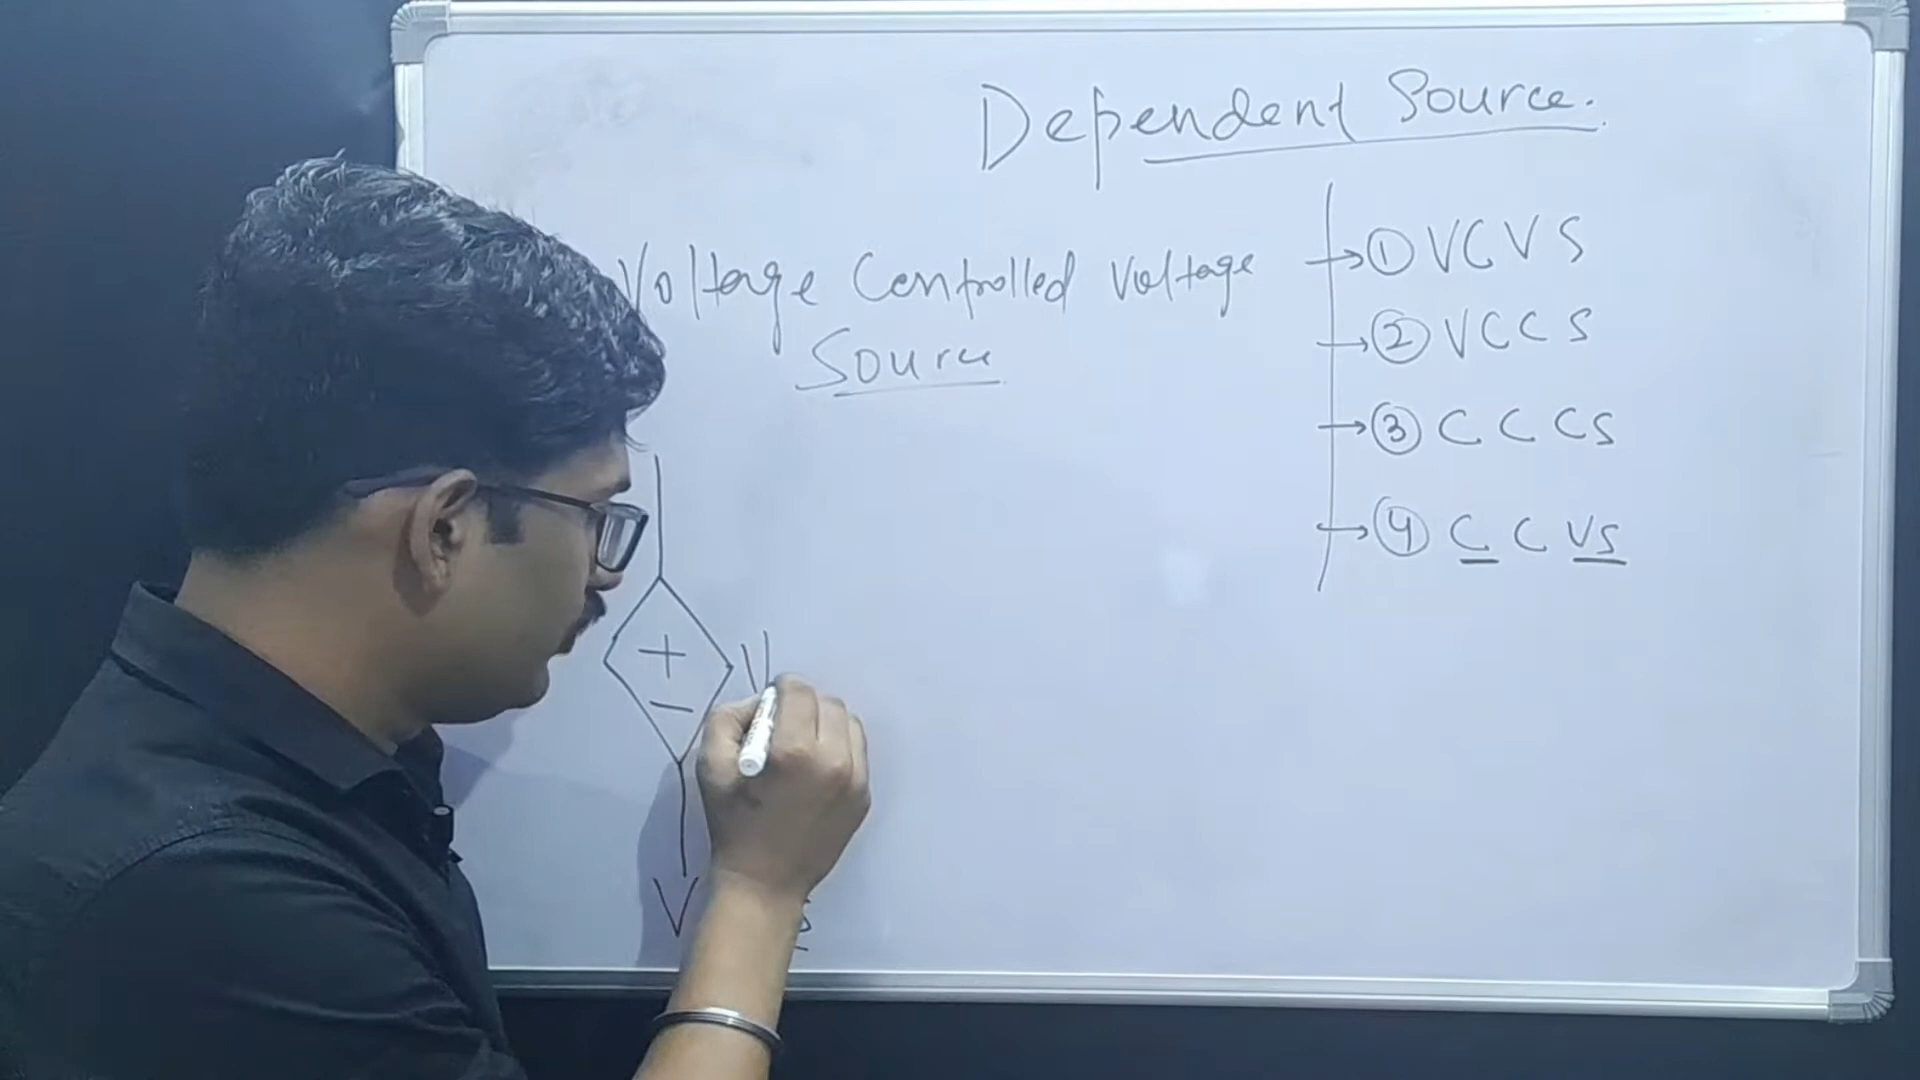 Dependent Source.
Voltage Controlled Voltage
Source
→ ① VCVS
→ ② VCCS
→ ③ CCCS
→ ④ CCVS
+
V
-
V